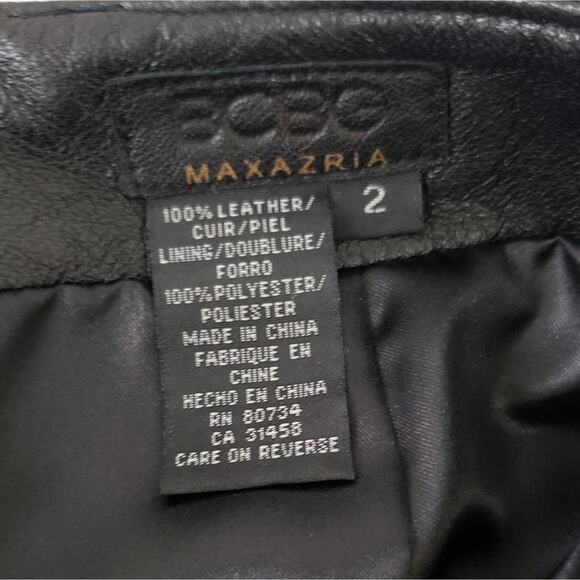 BCBG
MAXAZRIA
2
100% LEATHER/
CUIR/PIEL
LINING/DOUBLURE/
FORRO
100% POLYESTER/
POLIESTER
MADE IN CHINA
FABRIQUE EN
CHINE
HECHO EN CHINA
RN 80734
CA 31458
CARE ON REVERSE